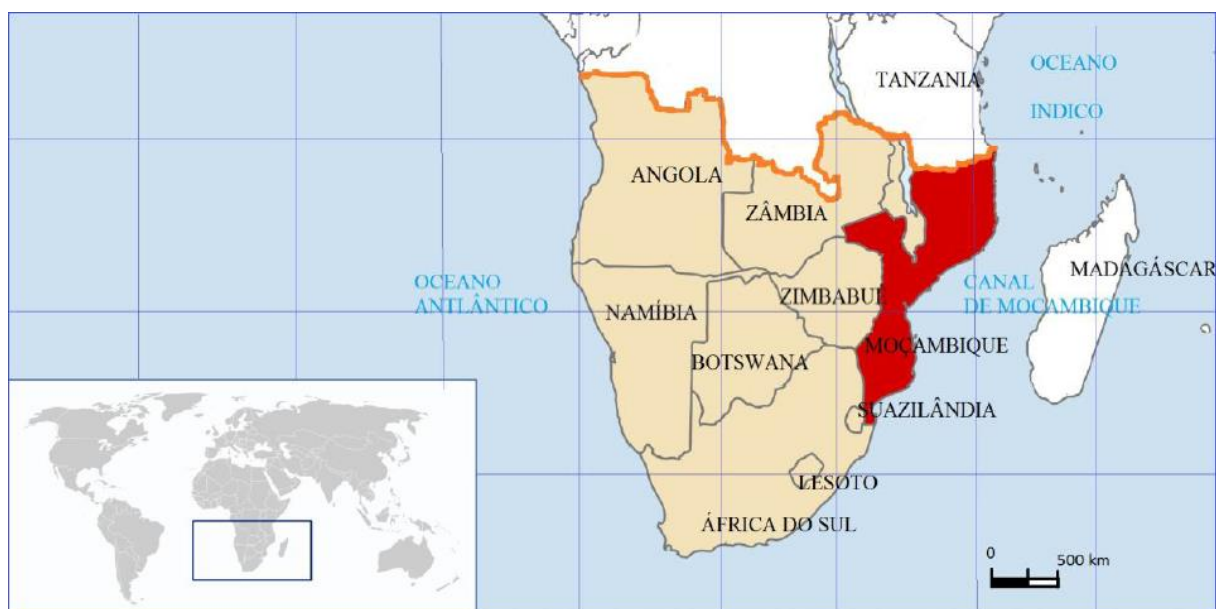 TANZANIA
OCEANO
INDICO
ANGOLA
ZÂMBIA
MADAGÁSCAR
OCEANO
ANTLÂNTICO
ZIMBABUÉ
CANAL
DE MOÇAMBIQUE
NAMÍBIA
MOÇAMBIQUE
BOTSWANA
SUAZILÂNDIA
LESOTO
ÁFRICA DO SUL
0 500 km